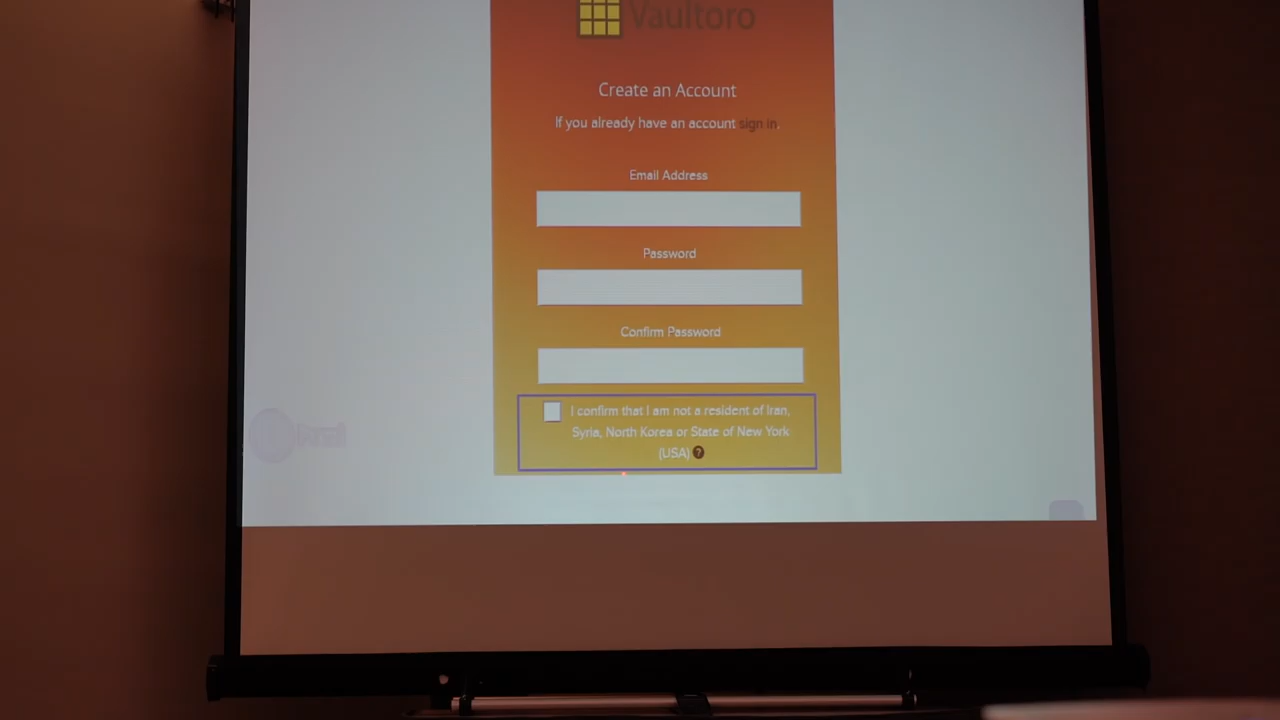 Vaultoro
Create an Account
If you already have an account sign in.
Email Address
Password
Confirm Password
I confirm that I am not a resident of Iran,
Syria, North Korea or State of New York
(USA) ?